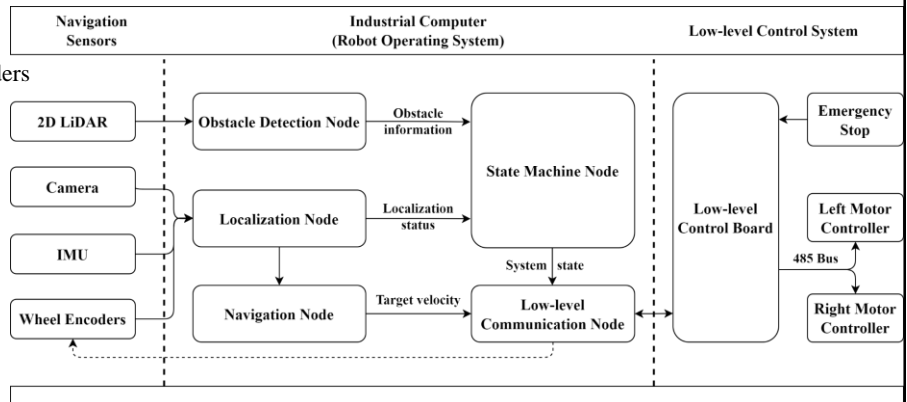 Navigation
Sensors
Industrial Computer
(Robot Operating System)
Low-level Control System
2D LiDAR
Obstacle Detection Node
Obstacle
information
State Machine Node
Emergency
Stop
Camera
Localization Node
Localization
status
Low-level
Control Board
Left Motor
Controller
IMU
485 Bus
System state
Wheel Encoders
Navigation Node
Target velocity
Low-level
Communication Node
Right Motor
Controller